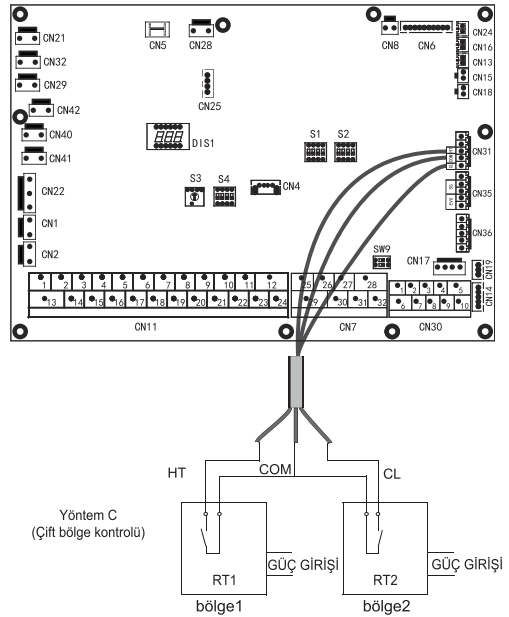 CN21
CN32
CN29
CN42
CN40
CN41
CN22
CN1
CN2
CN5
CN28
CN25
DIS1
S3
S4
CN4
S1
S2
CN8
CN6
CN24
CN16
CN13
CN15
CN18
CN31
CN35
CN36
SW9
CN17
CN19
CN14
1 2 3 4 5 6 7 8 9 10 11 12
13 14 15 16 17 18 19 20 21 22 23 24
CN11
25 26 27 28
29 30 31 32
CN7
1 2 3 4 5
6 7 8 9 10
CN30
HT
COM
CL
Yöntem C
(Çift bölge kontrolü)
RT1
GÜÇ GİRİŞİ
RT2
GÜÇ GİRİŞİ
bölge1
bölge2